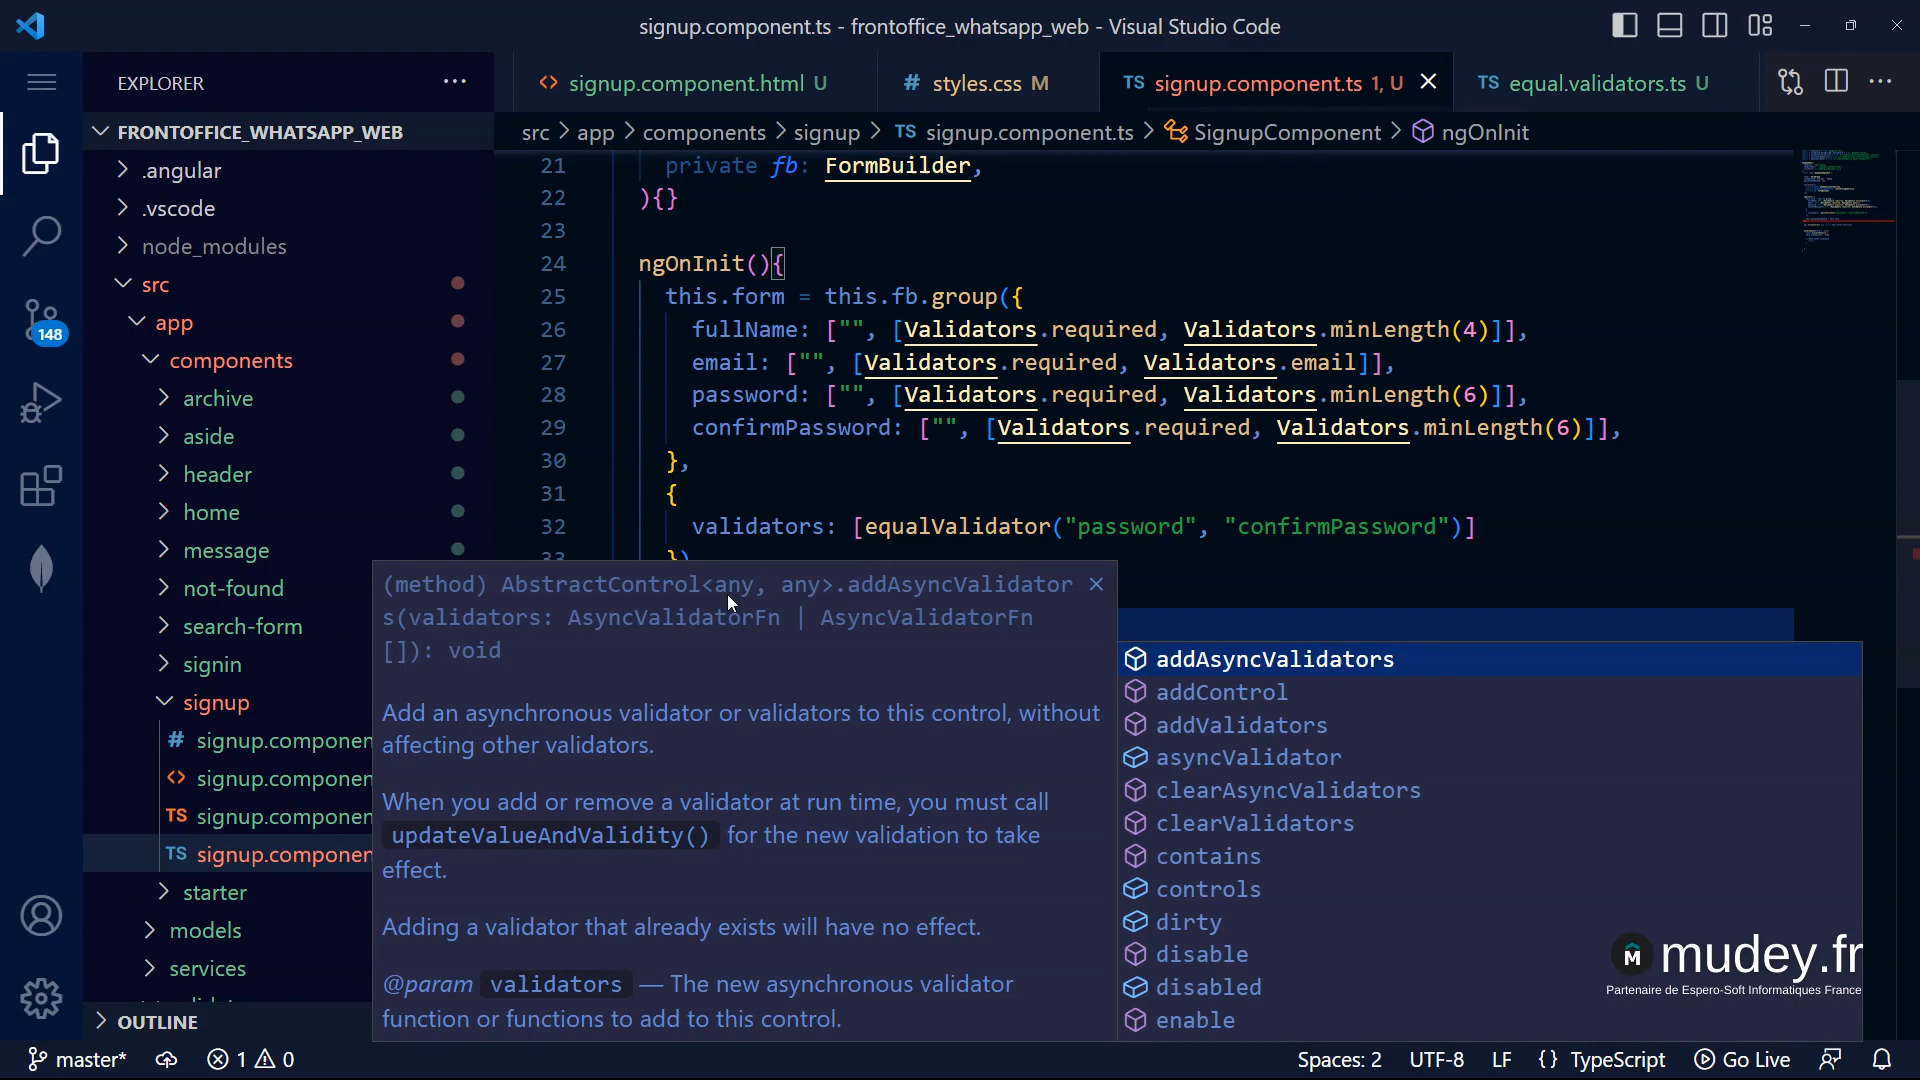 signup.component.ts - frontoffice_whatsapp_web - Visual Studio Code
EXPLORER
signup.component.html U
# styles.css M
TS signup.component.ts 1, U
TS equal.validators.ts U
FRONTOFFICE_WHATSAPP_WEB
src > app > components > signup > TS signup.component.ts > SignupComponent > ngOnInit
.angular
.vscode
node_modules
src
app
components
archive
aside
header
home
message
not-found
search-form
signin
signup
# signup.componen
<> signup.componen
TS signup.componen
TS signup.componen
starter
models
services
OUTLINE
148
21 private fb: FormBuilder,
22 ){}
23
24 ngOnInit(){
25 this.form = this.fb.group({
26 fullName: ["", [Validators.required, Validators.minLength(4)]],
27 email: ["", [Validators.required, Validators.email]],
28 password: ["", [Validators.required, Validators.minLength(6)]],
29 confirmPassword: ["", [Validators.required, Validators.minLength(6)]],
30 },
31 {
32 validators: [equalValidator("password", "confirmPassword")]
33 })
(method) AbstractControl<any, any>.addAsyncValidator
s(validators: AsyncValidatorFn | AsyncValidatorFn
[]): void
Add an asynchronous validator or validators to this control, without
affecting other validators.
When you add or remove a validator at run time, you must call
updateValueAndValidity() for the new validation to take
effect.
Adding a validator that already exists will have no effect.
@param validators — The new asynchronous validator
function or functions to add to this control.
addAsyncValidators
addControl
addValidators
asyncValidator
clearAsyncValidators
clearValidators
contains
controls
dirty
disable
disabled
enable
M mudey.fr
Partenaire de Espero-Soft Informatiques France
master*
1 0
Spaces: 2
UTF-8
LF
{} TypeScript
Go Live